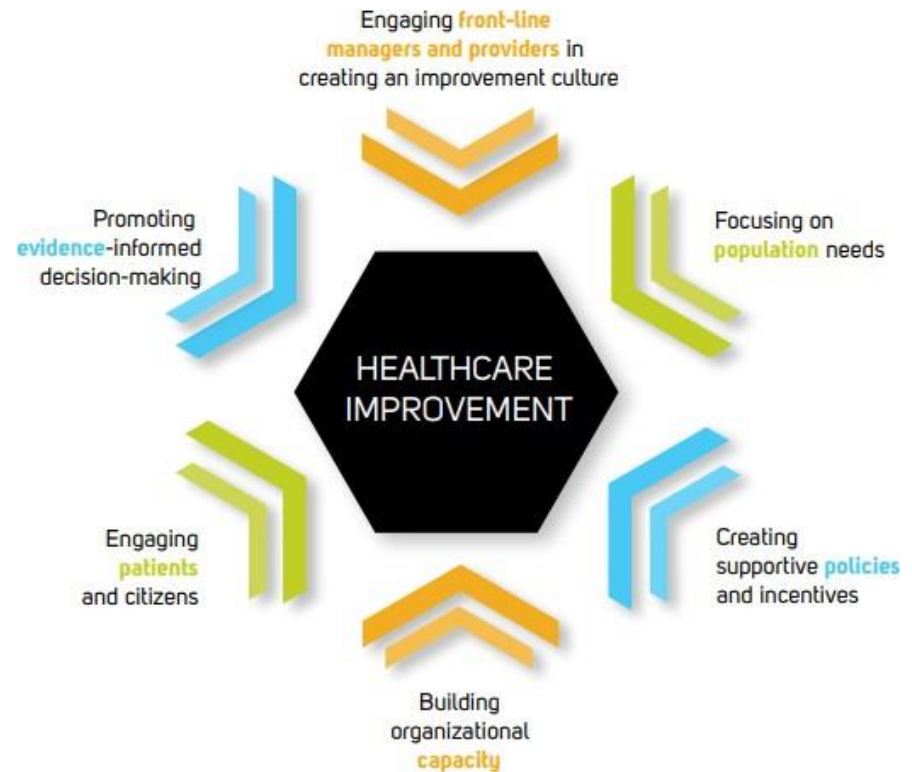 Engaging front-line
managers and providers in
creating an improvement culture
Promoting
evidence-informed
decision-making
Focusing on
population needs
HEALTHCARE
IMPROVEMENT
Engaging
patients
and citizens
Creating
supportive policies
and incentives
Building
organizational
capacity